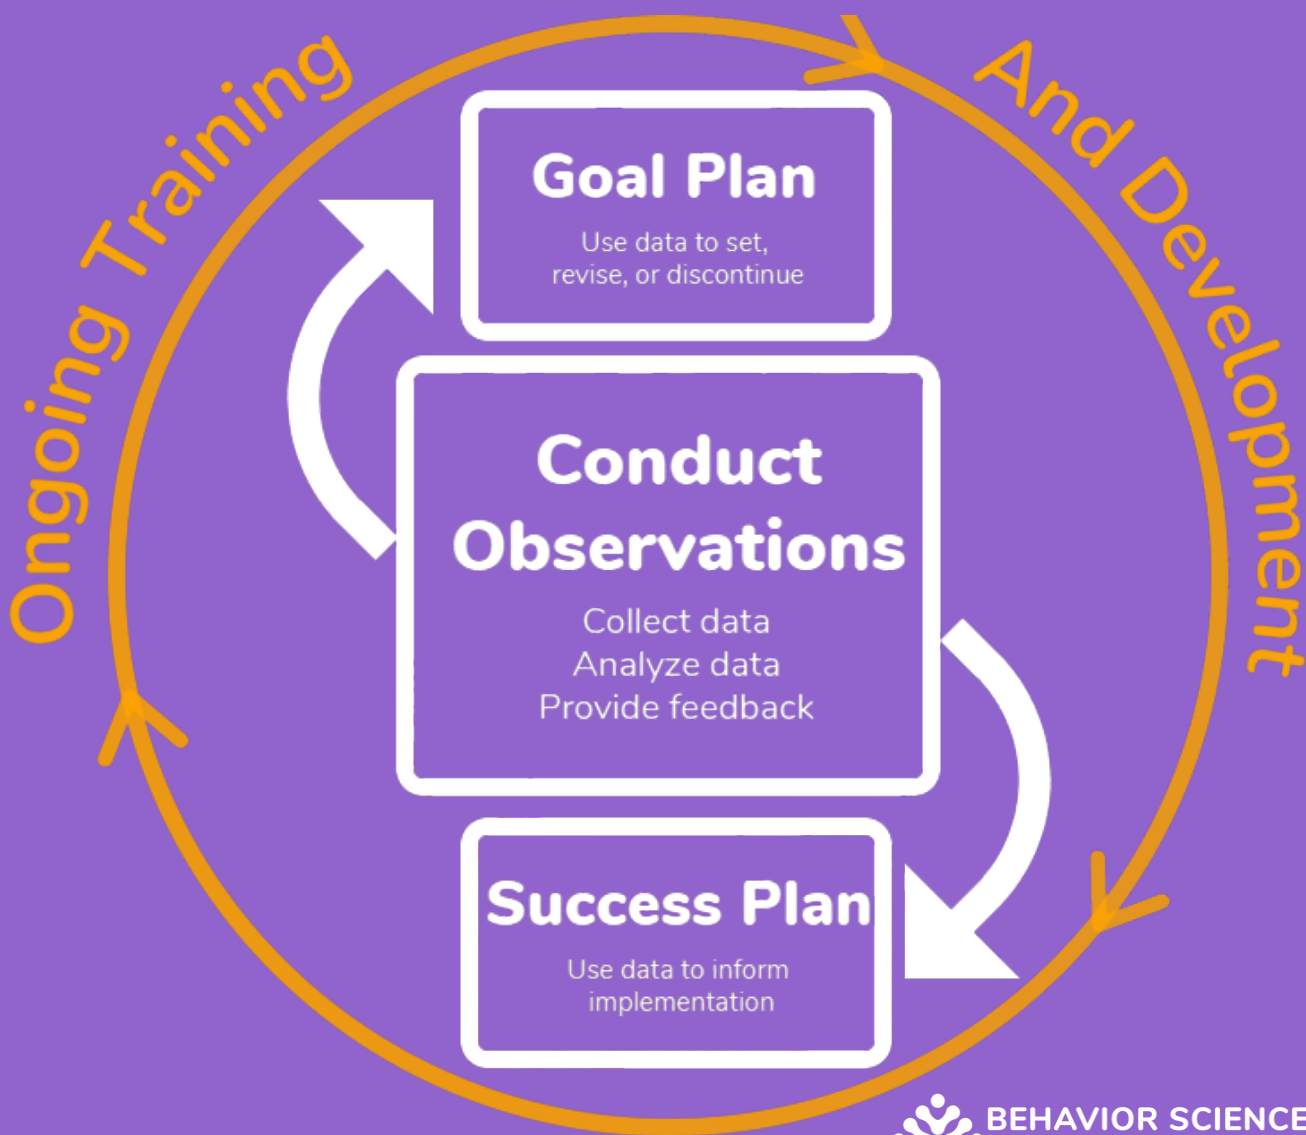 Ongoing Training
And Development
Goal Plan
Use data to set,
revise, or discontinue
Conduct
Observations
Collect data
Analyze data
Provide feedback
Success Plan
Use data to inform
implementation
BEHAVIOR SCIENCE